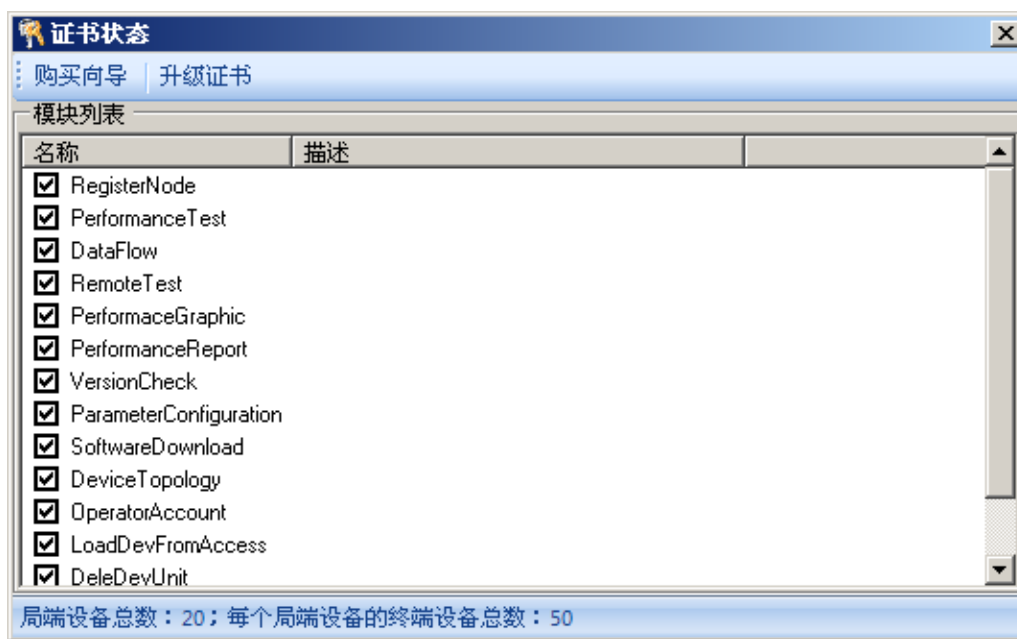 证书状态
购买向导 升级证书
模块列表
名称 描述
RegisterNode
PerformanceTest
DataFlow
RemoteTest
PerformaceGraphic
PerformanceReport
VersionCheck
ParameterConfiguration
SoftwareDownload
DeviceTopology
OperatorAccount
LoadDevFromAccess
DeleDevUnit
局端设备总数：20；每个局端设备的终端设备总数：50